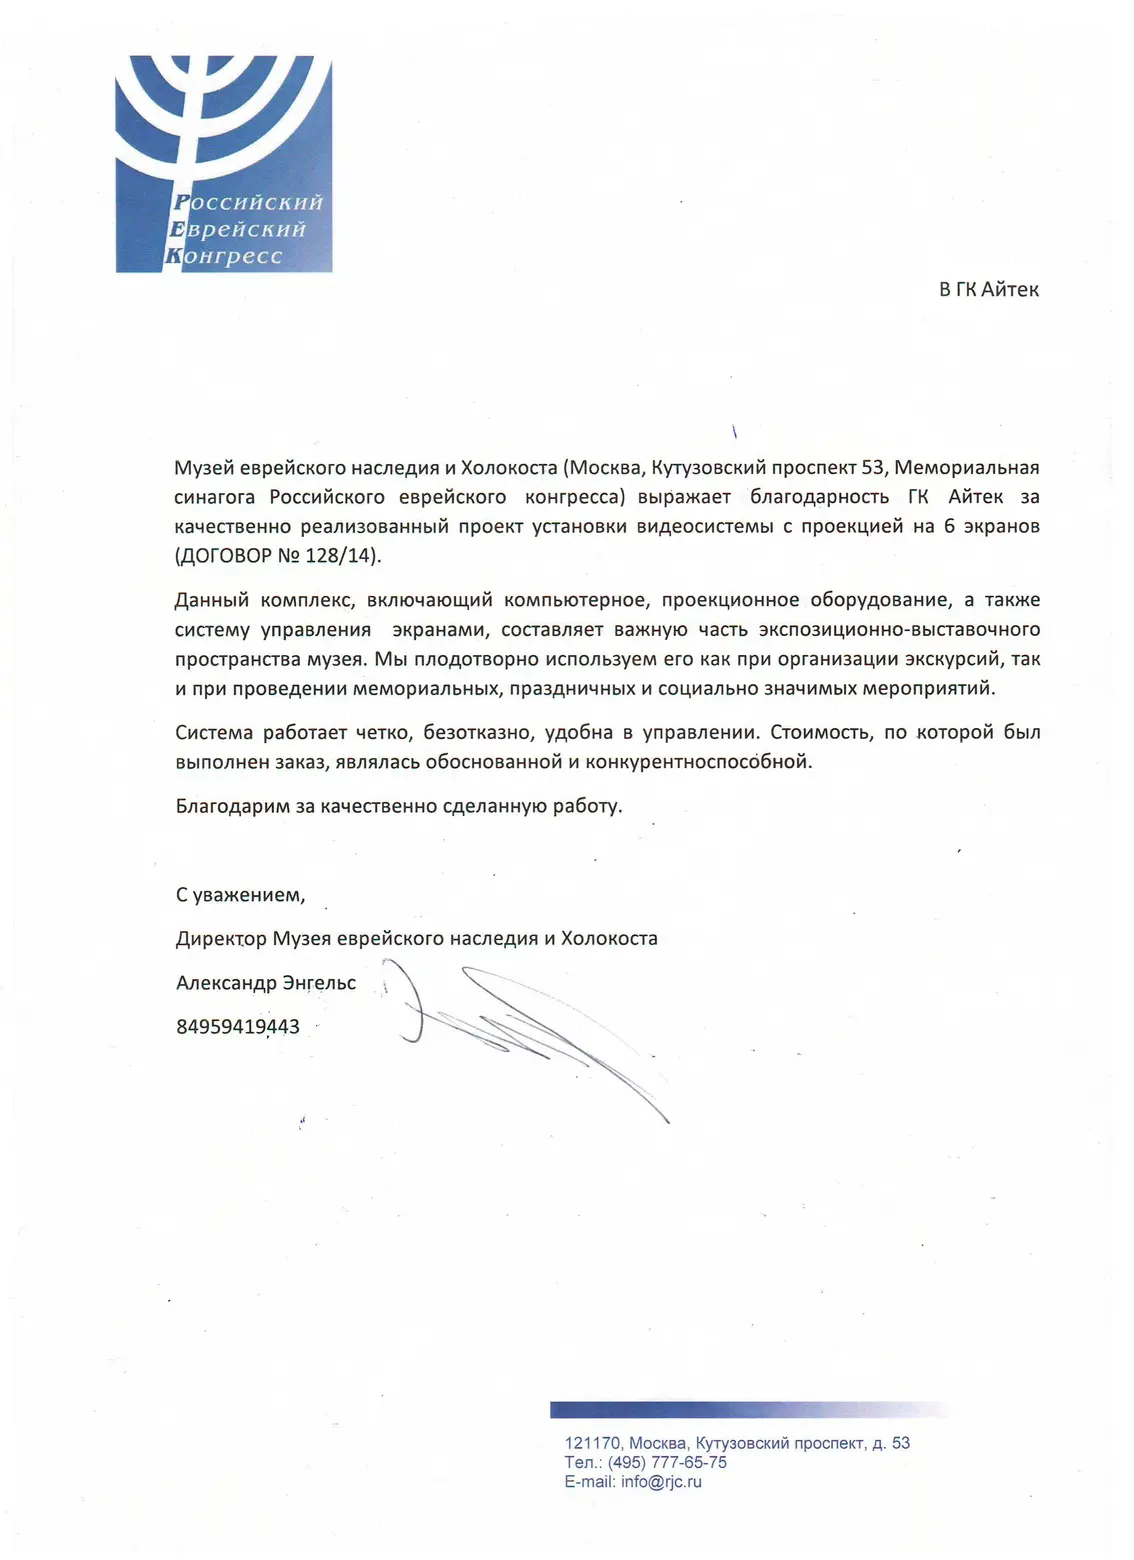 Российский
Еврейский
Конгресс
В ГК Айтек
Музей еврейского наследия и Холокоста (Москва, Кутузовский проспект 53, Мемориальная
синагога Российского еврейского конгресса) выражает благодарность ГК Айтек за
качественно реализованный проект установки видеосистемы с проекцией на 6 экранов
(ДОГОВОР № 128/14).
Данный комплекс, включающий компьютерное, проекционное оборудование, а также
систему управления экранами, составляет важную часть экспозиционно-выставочного
пространства музея. Мы плодотворно используем его как при организации экскурсий, так
и при проведении мемориальных, праздничных и социально значимых мероприятий.
Система работает четко, безотказно, удобна в управлении. Стоимость, по которой был
выполнен заказ, являлась обоснованной и конкурентноспособной.
Благодарим за качественно сделанную работу.
С уважением,
Директор Музея еврейского наследия и Холокоста
Александр Энгельс
84959419443
121170, Москва, Кутузовский проспект, д. 53
Тел.: (495) 777-65-75
E-mail: info@rjc.ru